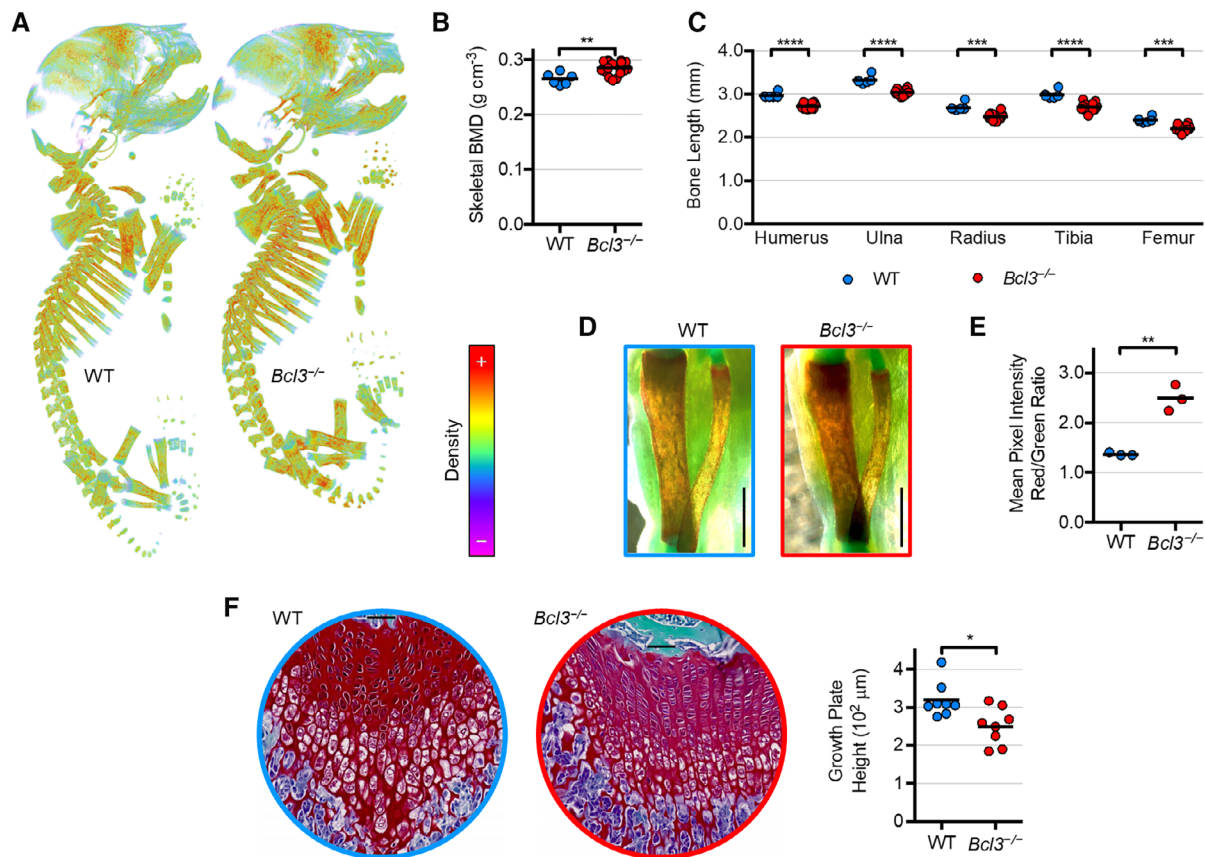 A
WT
Bcl3−/−
Density
+
−
B
Skeletal BMD (g cm−3)
**
0.3
0.2
0.1
0.0
WT
Bcl3−/−
C
Bone Length (mm)
****
****
***
****
***
4.0
3.0
2.0
1.0
0.0
Humerus
Ulna
Radius
Tibia
Femur
WT
Bcl3−/−
D
WT
Bcl3−/−
E
Mean Pixel Intensity
Red/Green Ratio
**
3.0
2.0
1.0
0.0
WT
Bcl3−/−
F
WT
Bcl3−/−
Growth Plate
Height (10² μm)
*
4
3
2
1
0
WT
Bcl3−/−